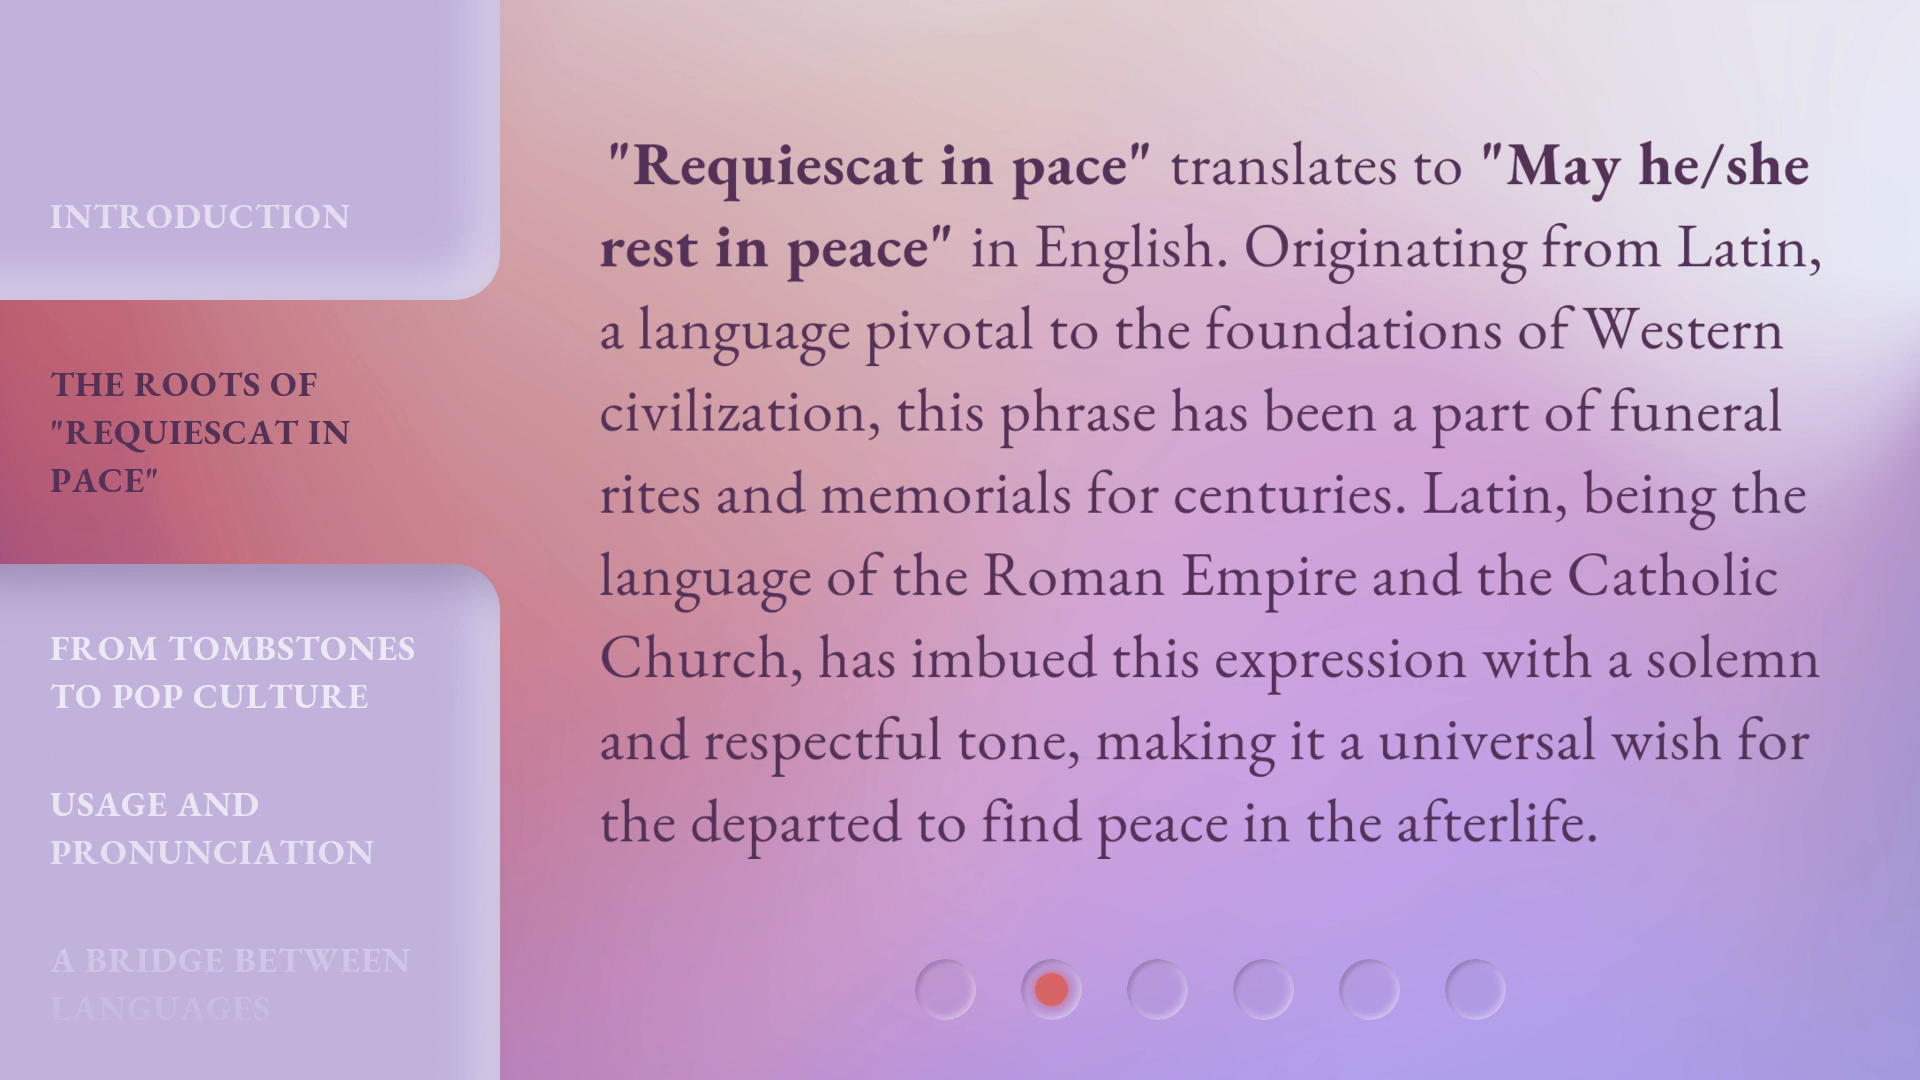 INTRODUCTION
THE ROOTS OF
"REQUIESCAT IN
PACE"
FROM TOMBSTONES
TO POP CULTURE
USAGE AND
PRONUNCIATION
A BRIDGE BETWEEN
LANGUAGES
"Requiescat in pace" translates to "May he/she
rest in peace" in English. Originating from Latin,
a language pivotal to the foundations of Western
civilization, this phrase has been a part of funeral
rites and memorials for centuries. Latin, being the
language of the Roman Empire and the Catholic
Church, has imbued this expression with a solemn
and respectful tone, making it a universal wish for
the departed to find peace in the afterlife.